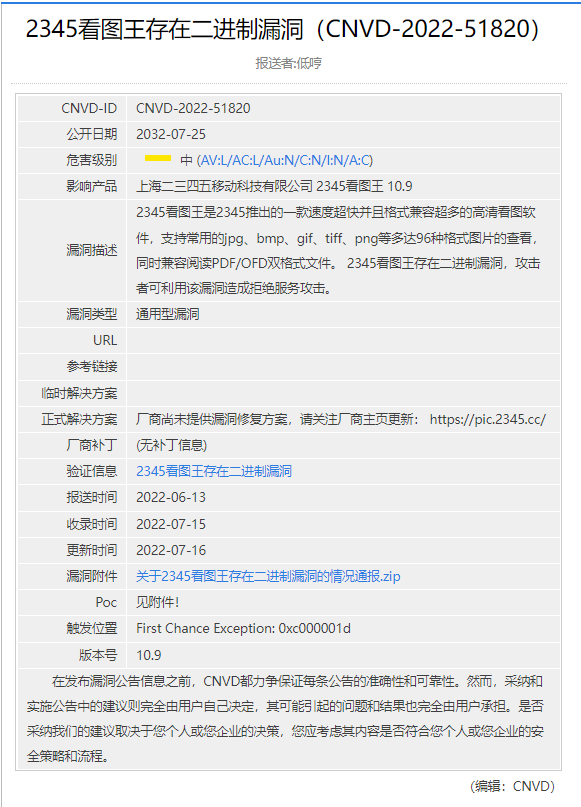 2345看图王存在二进制漏洞（CNVD-2022-51820）
报送者:低哼
CNVD-ID CNVD-2022-51820
公开日期 2032-07-25
危害级别 中 (AV:L/AC:L/Au:N/C:N/I:N/A:C)
影响产品 上海二三四五移动科技有限公司 2345看图王 10.9
漏洞描述 2345看图王是2345推出的一款速度超快并且格式兼容超多的高清看图软
件，支持常用的jpg、bmp、gif、tiff、png等多达96种格式图片的查看，
同时兼容阅读PDF/OFD双格式文件。 2345看图王存在二进制漏洞，攻击
者可利用该漏洞造成拒绝服务攻击。
漏洞类型 通用型漏洞
URL
参考链接
临时解决方案
正式解决方案 厂商尚未提供漏洞修复方案，请关注厂商主页更新： https://pic.2345.cc/
厂商补丁 (无补丁信息)
验证信息 2345看图王存在二进制漏洞
报送时间 2022-06-13
收录时间 2022-07-15
更新时间 2022-07-16
漏洞附件 关于2345看图王存在二进制漏洞的情况通报.zip
Poc 见附件！
触发位置 First Chance Exception: 0xc000001d
版本号 10.9
在发布漏洞公告信息之前，CNVD都力争保证每条公告的准确性和可靠性。然而，采纳和
实施公告中的建议则完全由用户自己决定，其可能引起的问题和结果也完全由用户承担。是否
采纳我们的建议取决于您个人或您企业的决策，您应考虑其内容是否符合您个人或您企业的安
全策略和流程。
(编辑：CNVD)